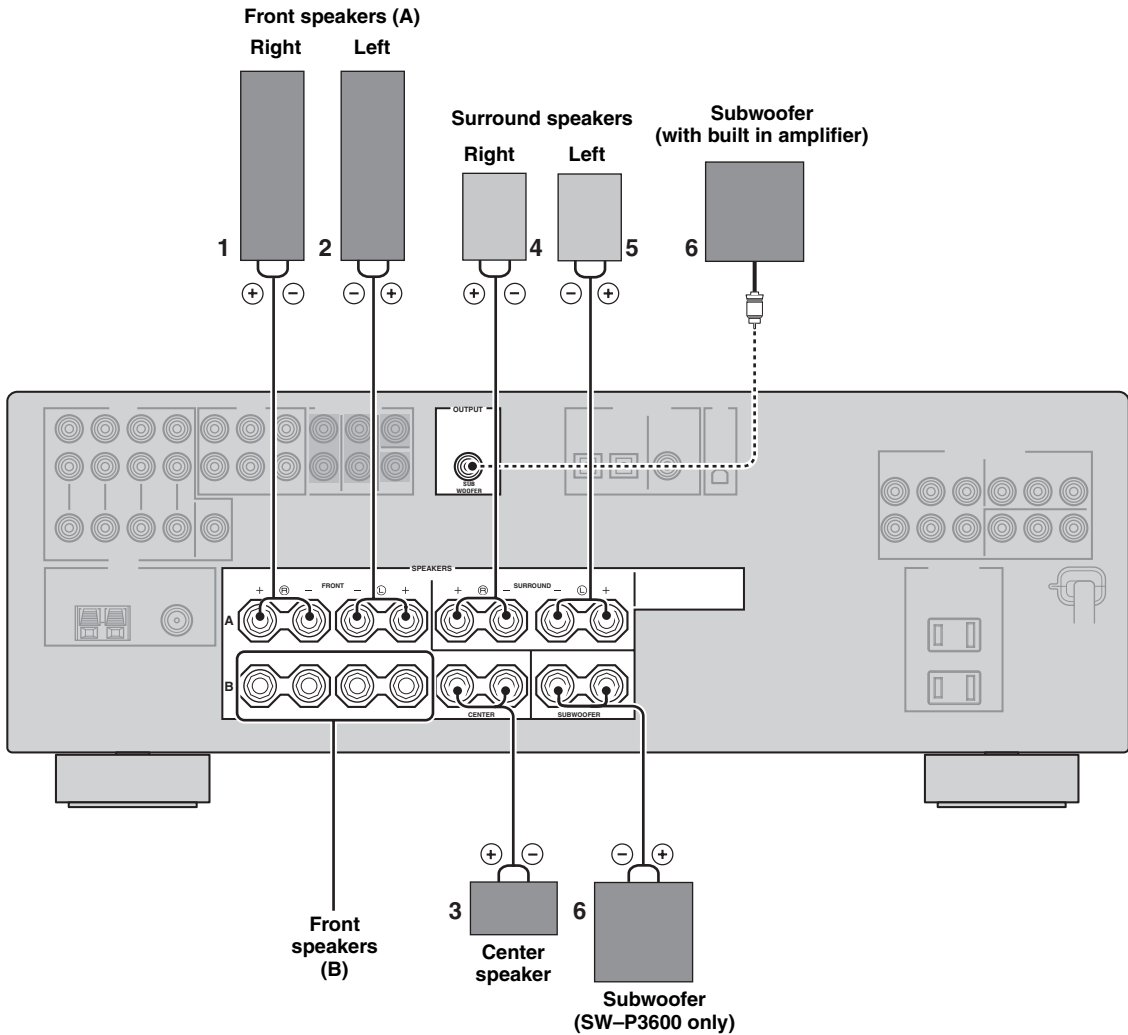 Front speakers (A)
Right Left
Surround speakers
Right Left
Subwoofer
(with built in amplifier)
1 2 4 5 6
+ − − + + − − +
OUTPUT
SUB
WOOFER
SPEAKERS
+ R FRONT − − L + + R SURROUND − − L +
A
B
CENTER SUBWOOFER
+ − − +
3 6
Front
speakers
(B)
Center
speaker
Subwoofer
(SW–P3600 only)